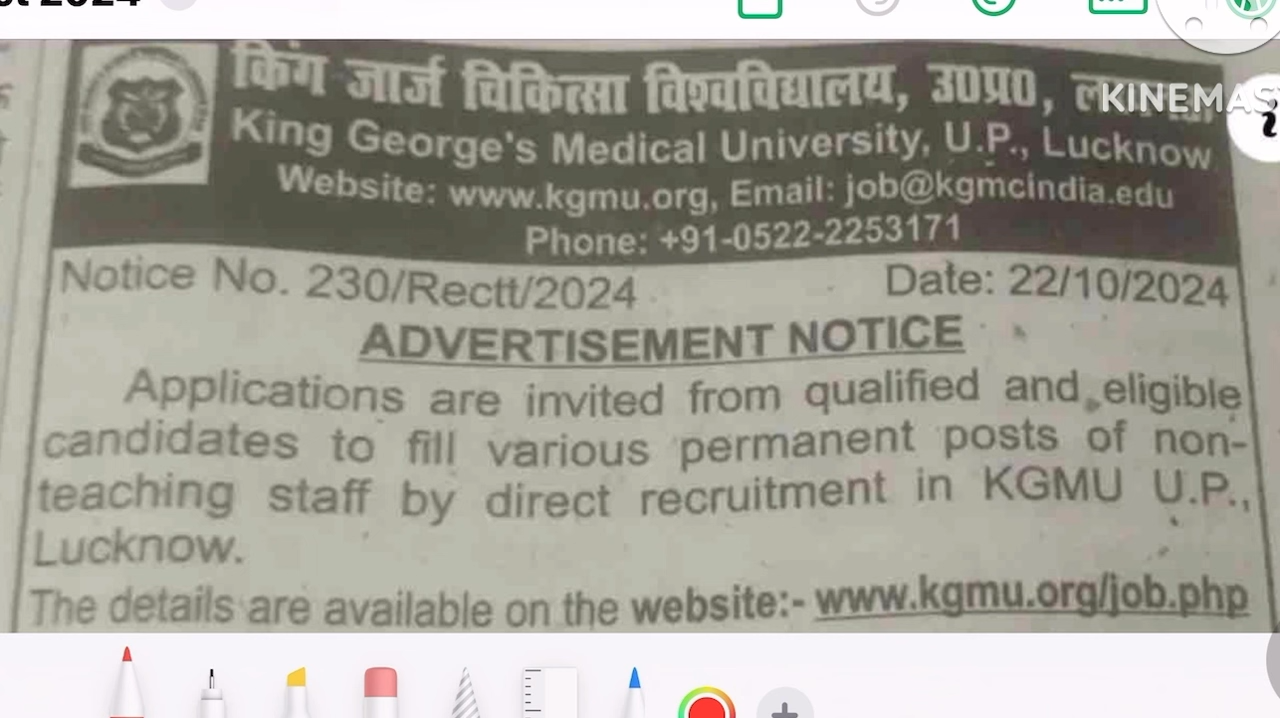 2024
किंग जार्ज चिकित्सा विश्वविद्यालय, उ0प्र0,
KINEMAS
King George's Medical University, U.P., Lucknow
Website: www.kgmu.org, Email: job@kgmcindia.edu
Phone: +91-0522-2253171
Notice No. 230/Rectt/2024 Date: 22/10/2024
ADVERTISEMENT NOTICE
Applications are invited from qualified and eligible
candidates to fill various permanent posts of non-
teaching staff by direct recruitment in KGMU U.P.,
Lucknow.
The details are available on the website:- www.kgmu.org/job.php